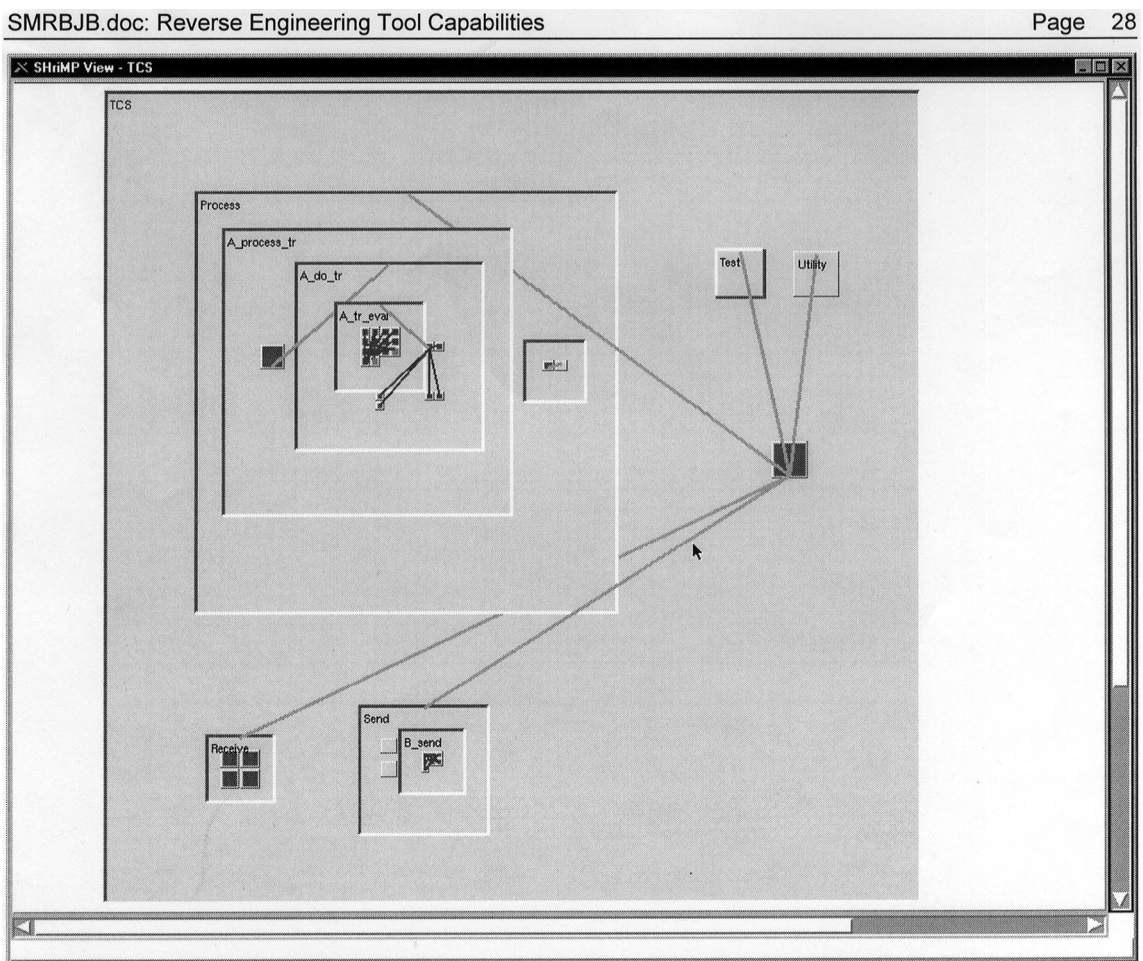 SMRBJB.doc: Reverse Engineering Tool Capabilities Page 28
SHriMP View - TCS
TCS
Process
A_process_tr
A_do_tr
A_tr_eval
Test
Utility
Send
B_send
Receive